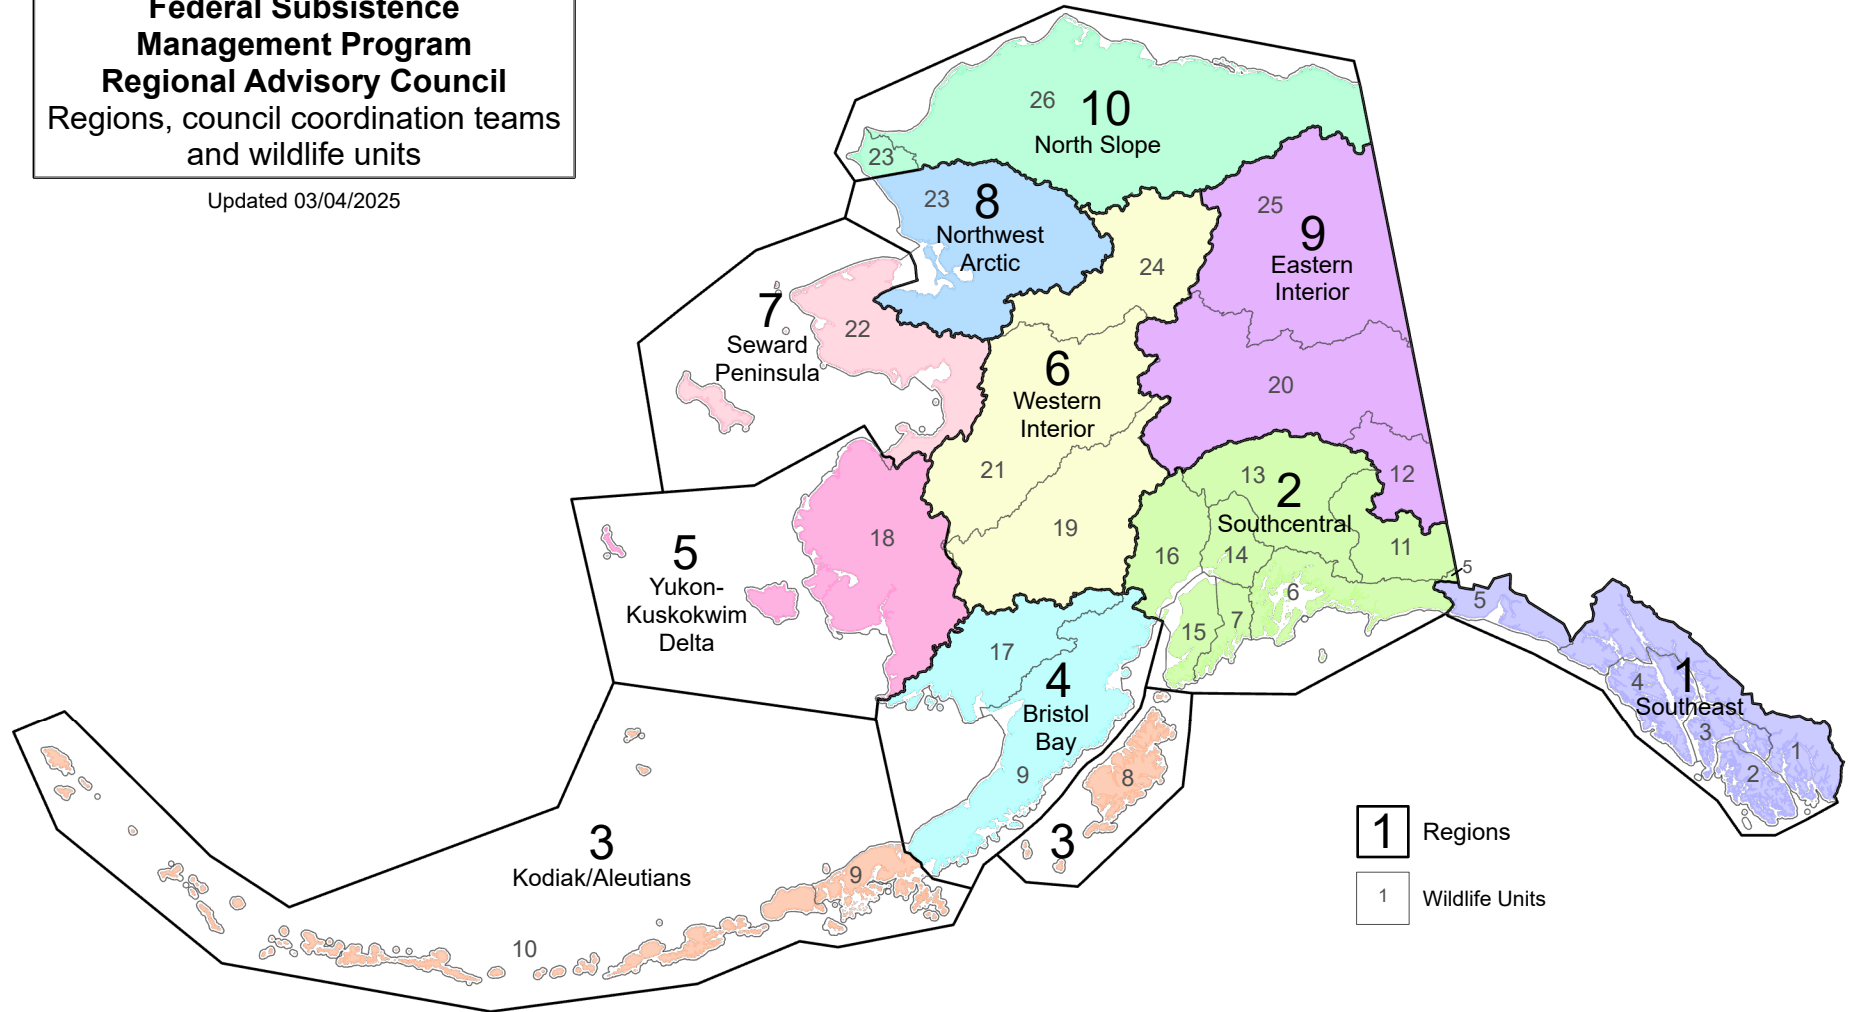 Federal Subsistence
Management Program
Regional Advisory Council
Regions, council coordination teams
and wildlife units
Updated 03/04/2025
26
10
North Slope
23
23
8
Northwest
Arctic
25
9
Eastern
Interior
24
7
Seward
Peninsula
22
6
Western
Interior
20
21
19
12
13
2
Southcentral
11
16
14
6
15
7
5
5
18
5
Yukon-
Kuskokwim
Delta
17
4
Bristol
Bay
9
4
1
Southeast
3
1
2
8
3
3
Kodiak/Aleutians
9
10
1
Regions
1
Wildlife Units